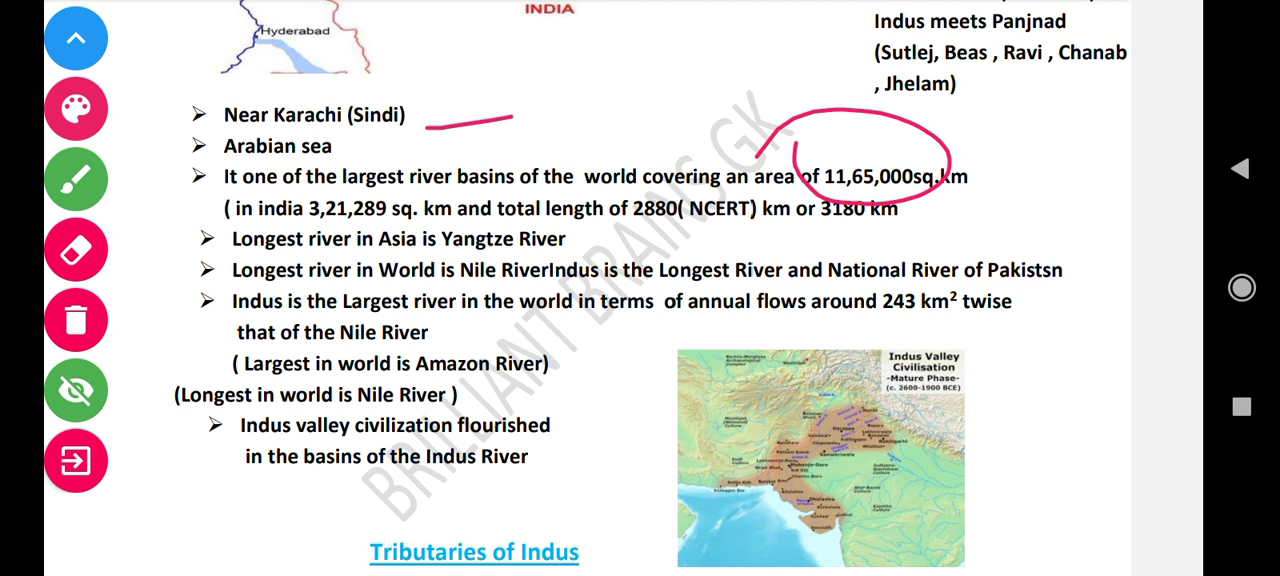 INDIA
Hyderabad
Indus meets Panjnad
(Sutlej, Beas , Ravi , Chanab
, Jhelam)
➢ Near Karachi (Sindi)
➢ Arabian sea
➢ It one of the largest river basins of the world covering an area of 11,65,000sq.km
( in india 3,21,289 sq. km and total length of 2880( NCERT) km or 3180 km
➢ Longest river in Asia is Yangtze River
➢ Longest river in World is Nile RiverIndus is the Longest River and National River of Pakistsn
➢ Indus is the Largest river in the world in terms of annual flows around 243 km² twise
that of the Nile River
( Largest in world is Amazon River)
(Longest in world is Nile River )
➢ Indus valley civilization flourished
in the basins of the Indus River
BRILLIANT BRAINS GK
Indus Valley
Civilisation
-Mature Phase-
(c. 2600-1900 BCE)
Harappa
Mohenjo-Daro
Dholavira
Tributaries of Indus